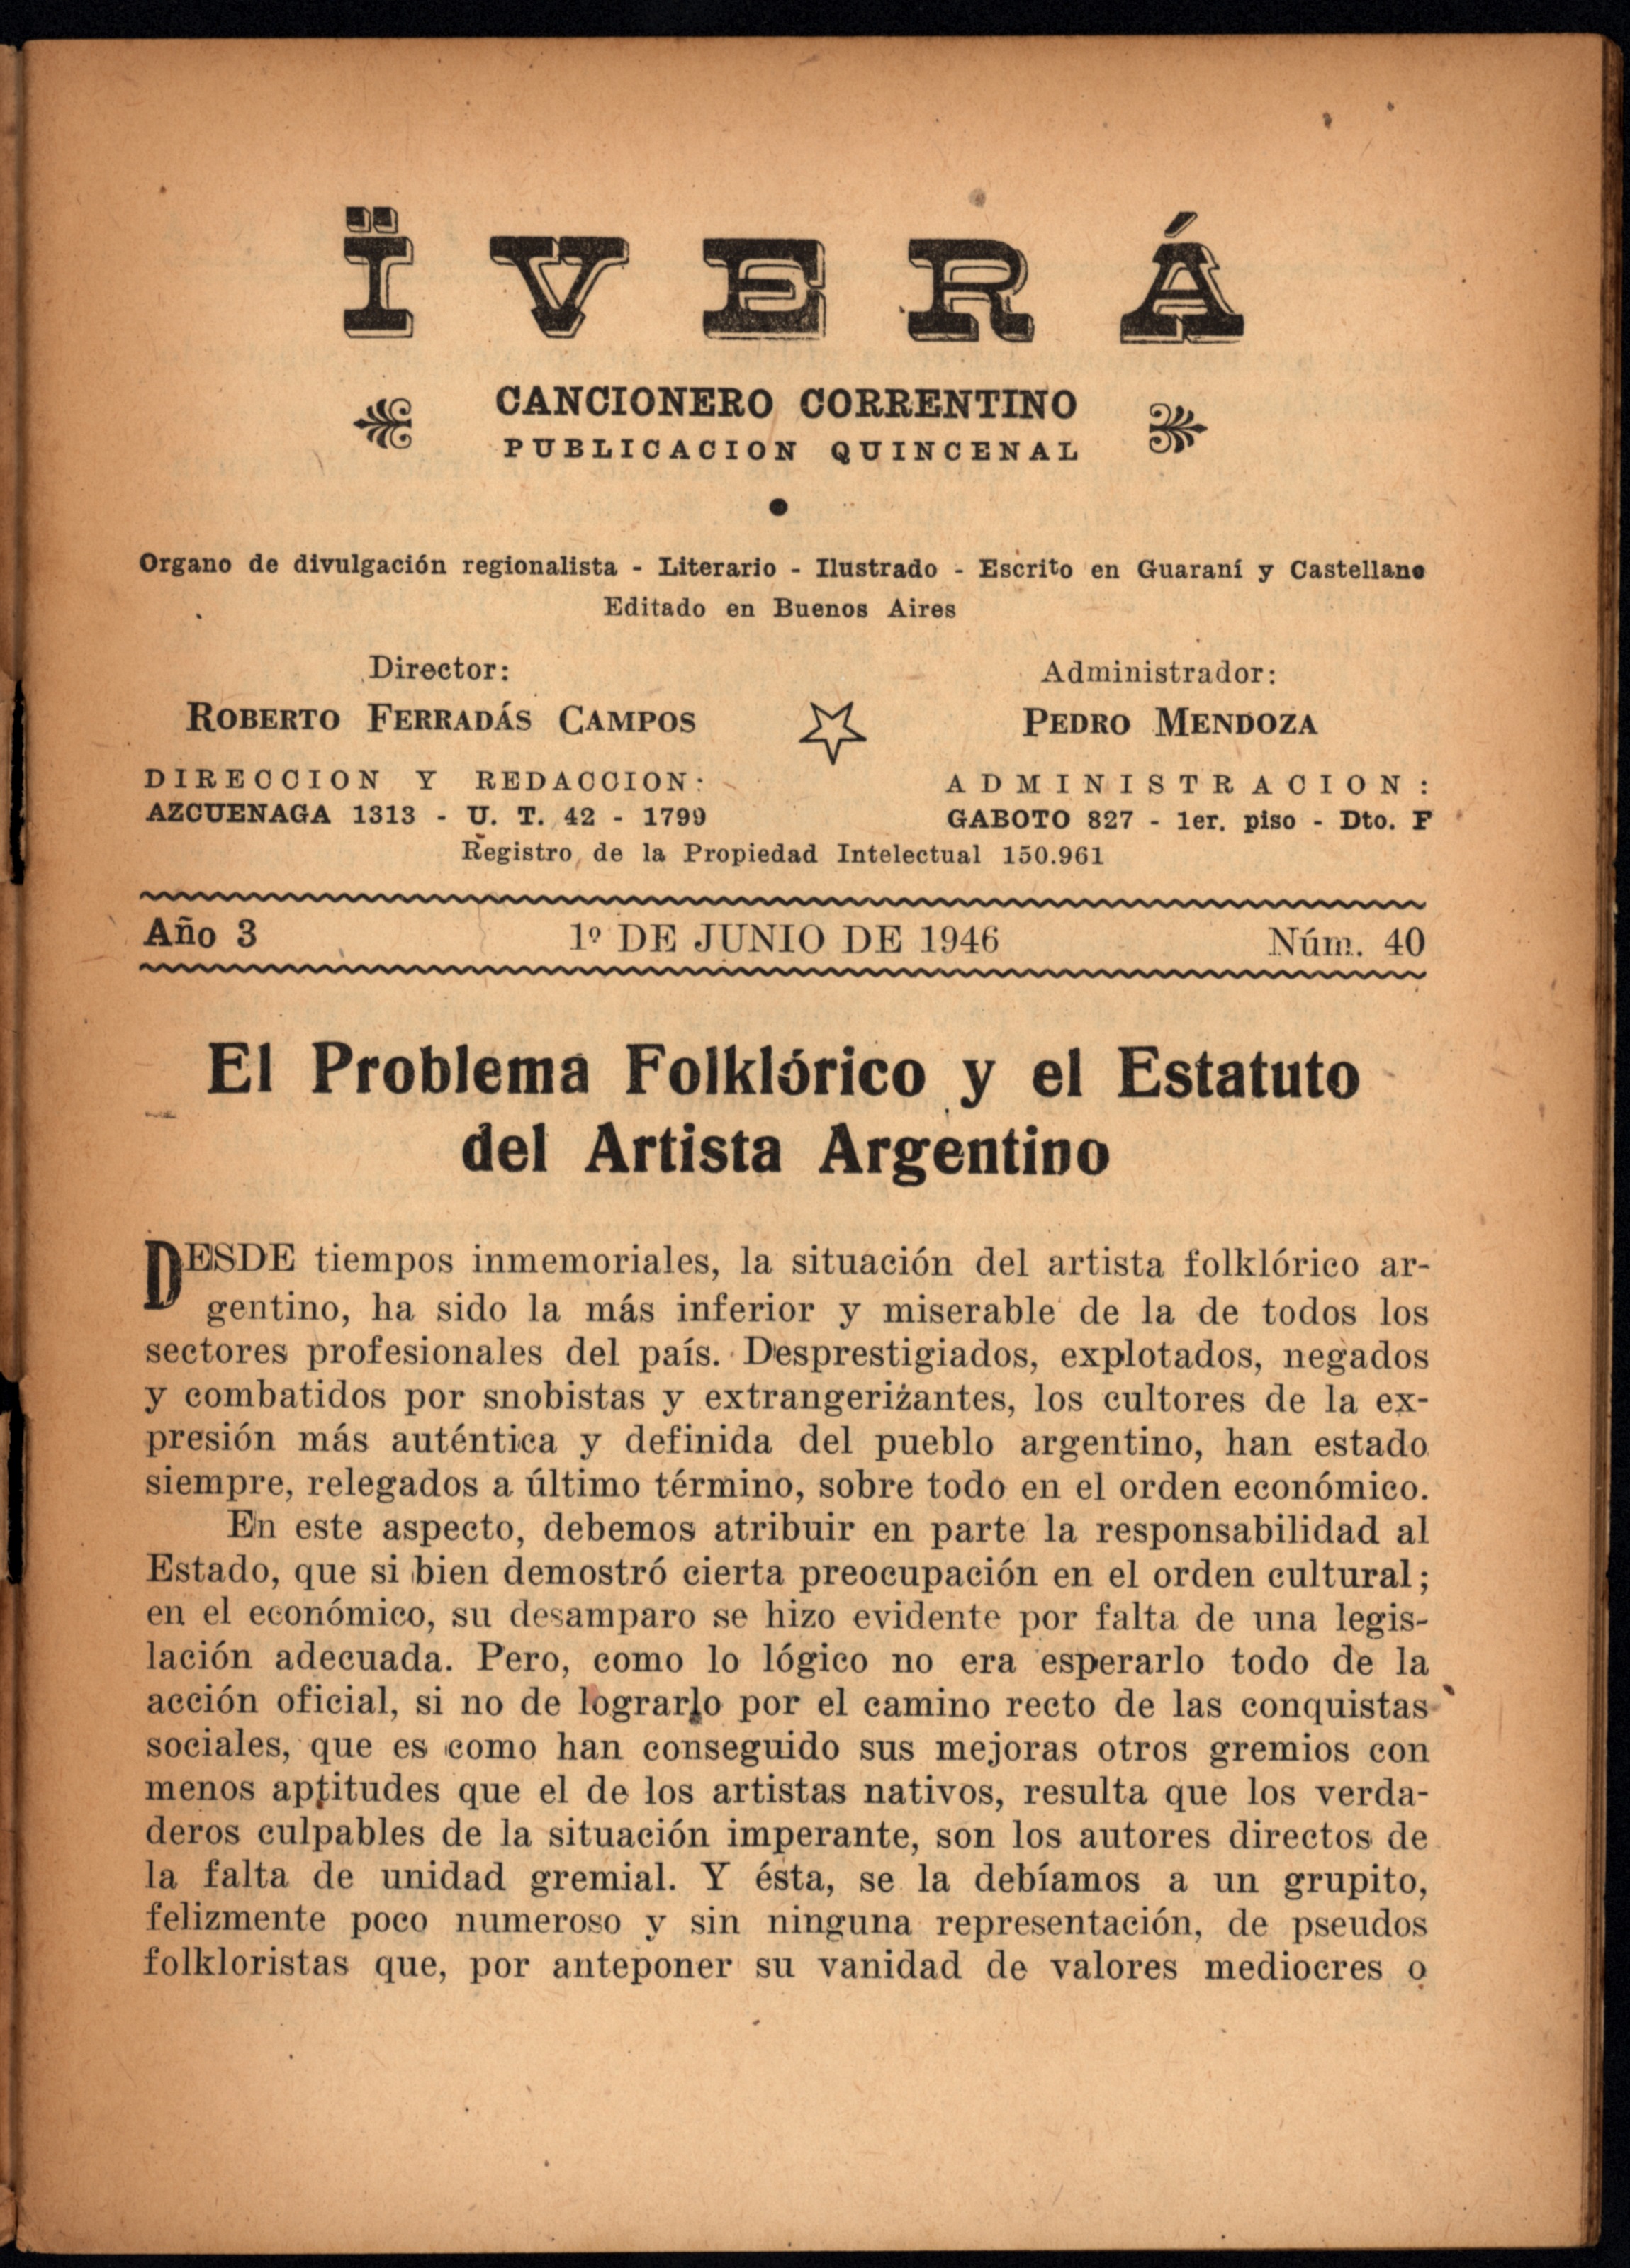 ÏVERÁ
CANCIONERO CORRENTINO
PUBLICACION QUINCENAL
Organo de divulgación regionalista - Literario - Ilustrado - Escrito en Guaraní y Castellano
Editado en Buenos Aires
Director:
ROBERTO FERRADÁS CAMPOS
DIRECCION Y REDACCION:
AZCUENAGA 1313 - U. T. 42 - 1799
Administrador:
PEDRO MENDOZA
ADMINISTRACION:
GABOTO 827 - 1er. piso - Dto. F
Registro de la Propiedad Intelectual 150.961
Año 3 1º DE JUNIO DE 1946 Núm. 40
El Problema Folklórico y el Estatuto
del Artista Argentino
DESDE tiempos inmemoriales, la situación del artista folklórico ar-
gentino, ha sido la más inferior y miserable de la de todos los
sectores profesionales del país. Desprestigiados, explotados, negados
y combatidos por snobistas y extrangerizantes, los cultores de la ex-
presión más auténtica y definida del pueblo argentino, han estado
siempre, relegados a último término, sobre todo en el orden económico.
En este aspecto, debemos atribuir en parte la responsabilidad al
Estado, que si bien demostró cierta preocupación en el orden cultural;
en el económico, su desamparo se hizo evidente por falta de una legis-
lación adecuada. Pero, como lo lógico no era esperarlo todo de la
acción oficial, si no de lograrlo por el camino recto de las conquistas
sociales, que es como han conseguido sus mejoras otros gremios con
menos aptitudes que el de los artistas nativos, resulta que los verda-
deros culpables de la situación imperante, son los autores directos de
la falta de unidad gremial. Y ésta, se la debíamos a un grupito,
felizmente poco numeroso y sin ninguna representación, de pseudos
folkloristas que, por anteponer su vanidad de valores mediocres o